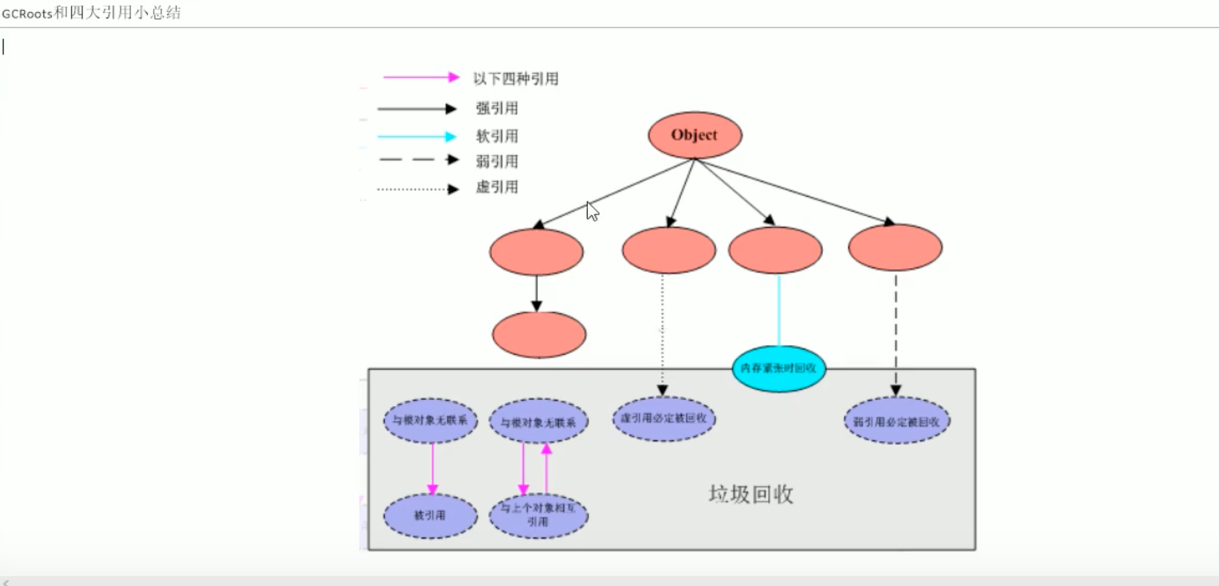 GCRoots和四大引用小总结
以下四种引用
强引用
软引用
弱引用
虚引用
Object
内存紧张时回收
与根对象无联系
与根对象无联系
虚引用必定被回收
弱引用必定被回收
被引用
与上个对象相互
引用
垃圾回收